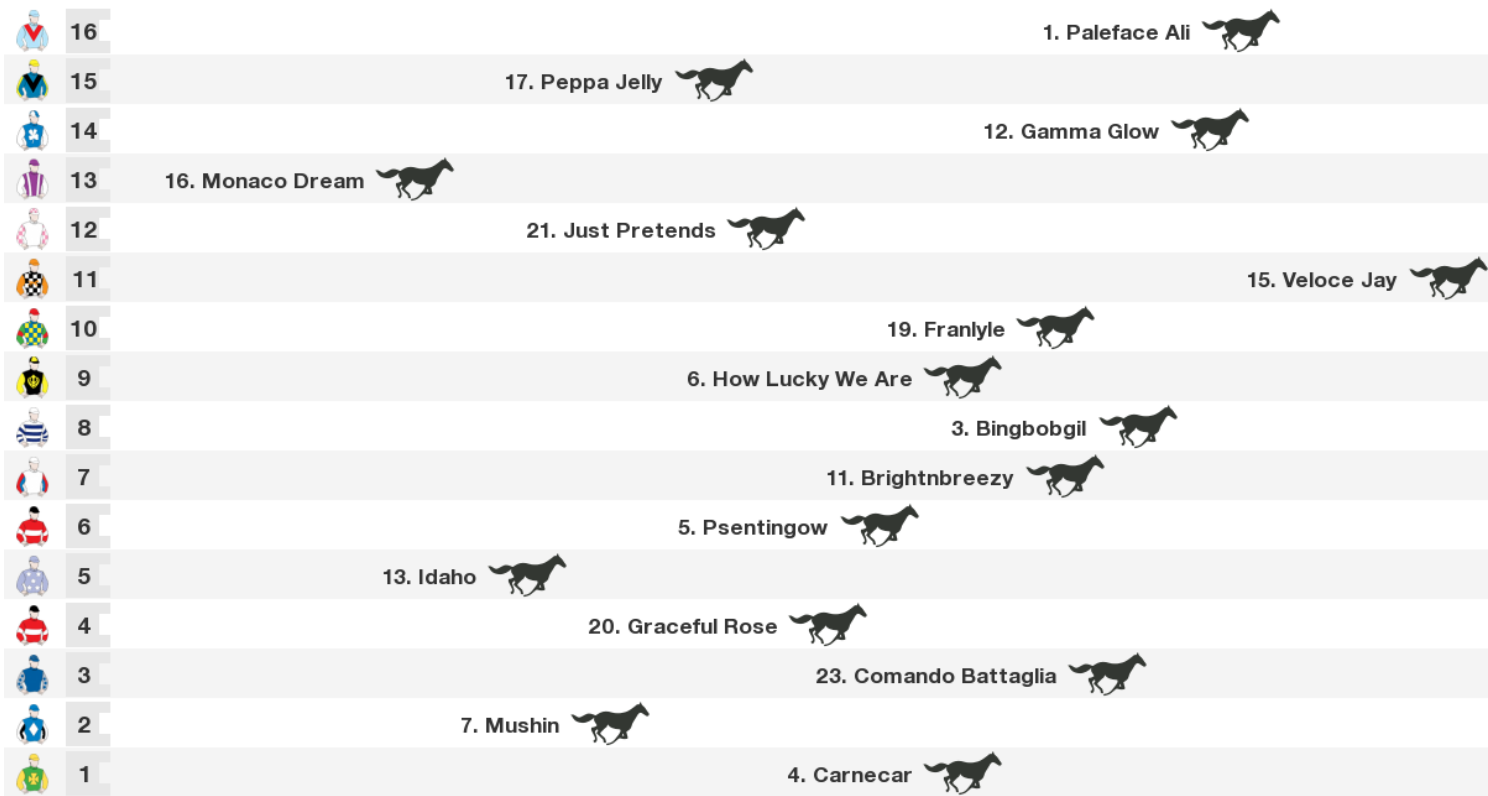 16 1. Paleface Ali
15 17. Peppa Jelly
14 12. Gamma Glow
13 16. Monaco Dream
12 21. Just Pretends
11 15. Veloce Jay
10 19. Franlyle
9 6. How Lucky We Are
8 3. Bingbobgil
7 11. Brightnbreezy
6 5. Psentingow
5 13. Idaho
4 20. Graceful Rose
3 23. Comando Battaglia
2 7. Mushin
1 4. Carnecar